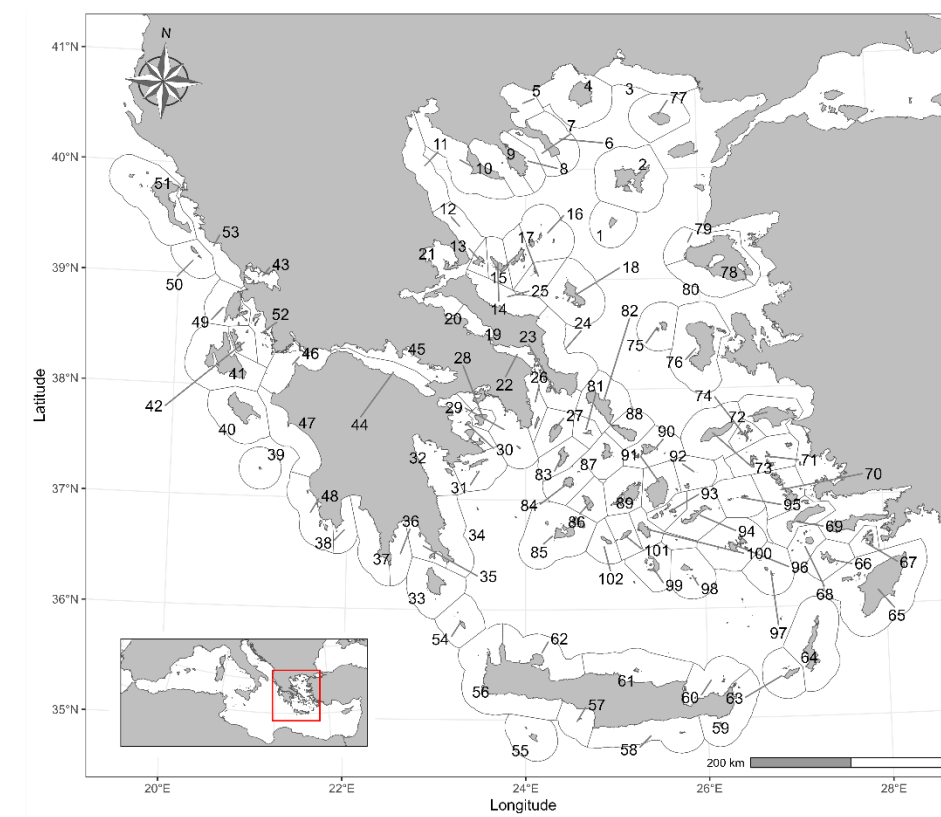 N
41°N
40°N
39°N
38°N
37°N
36°N
35°N
Latitude
5 4 3 77
7 6
11 9 10 8 2
12 16 17 1 79
51 53 13 21 18 78
50 43 15 25 14 80
49 52 20 24 82
19 23 75
46 45 28 22 26 81 76
42 41 29 74
40 44 27 88 72
47 30 90
39 32 83 87 91 92 73 71
48 31 84 89 93 95 70
38 36 34 86 94 69
37 35 85 101 100 96 66 67
33 102 99 98 68 65
54 62 97
56 61 64
57 60 63
55 58 59
200 km
20°E 22°E 24°E 26°E 28°E
Longitude